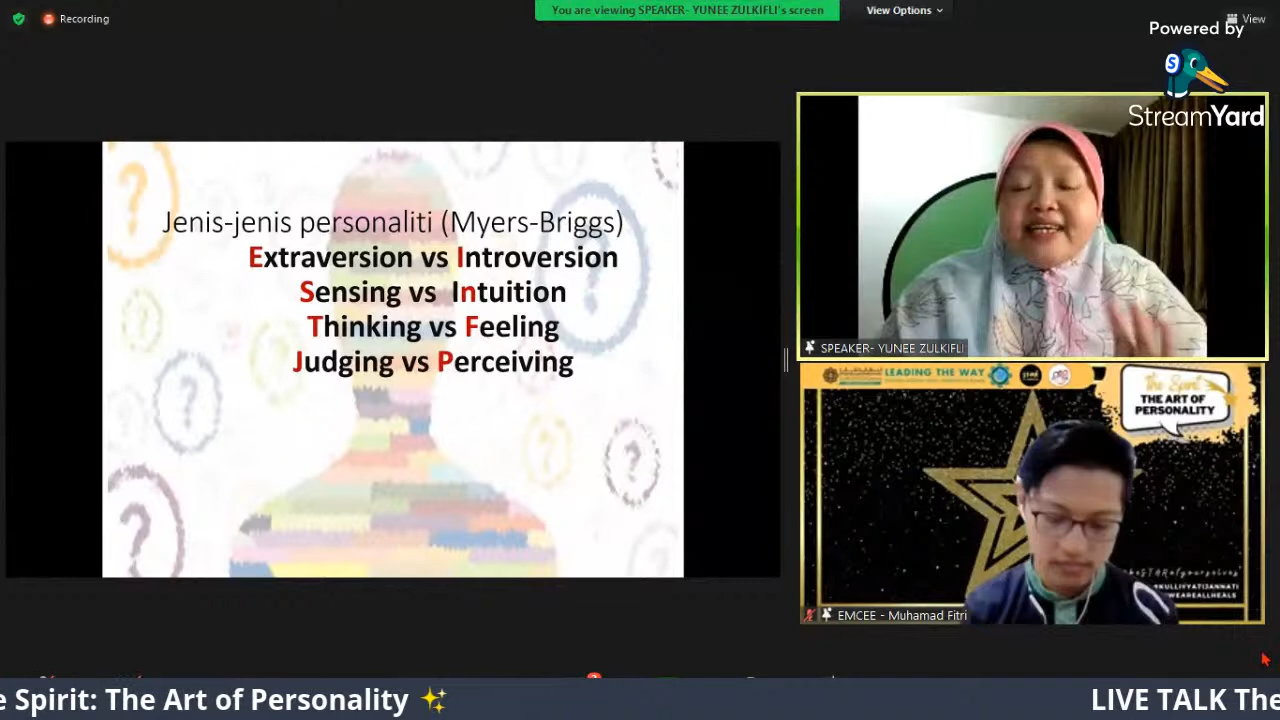 Recording
You are viewing SPEAKER- YUNEE ZULKIFLI's screen
View Options
View
Powered by
S
StreamYard
Jenis-jenis personaliti (Myers-Briggs)
Extraversion vs Introversion
Sensing vs Intuition
Thinking vs Feeling
Judging vs Perceiving
SPEAKER- YUNEE ZULKIFLI
LEADING THE WAY
the Spirit
THE ART OF
PERSONALITY
#KULLIYYATIJANNATI
#WEAREALLHEALS
EMCEE - Muhamad Fitri
e Spirit: The Art of Personality ✨
LIVE TALK The